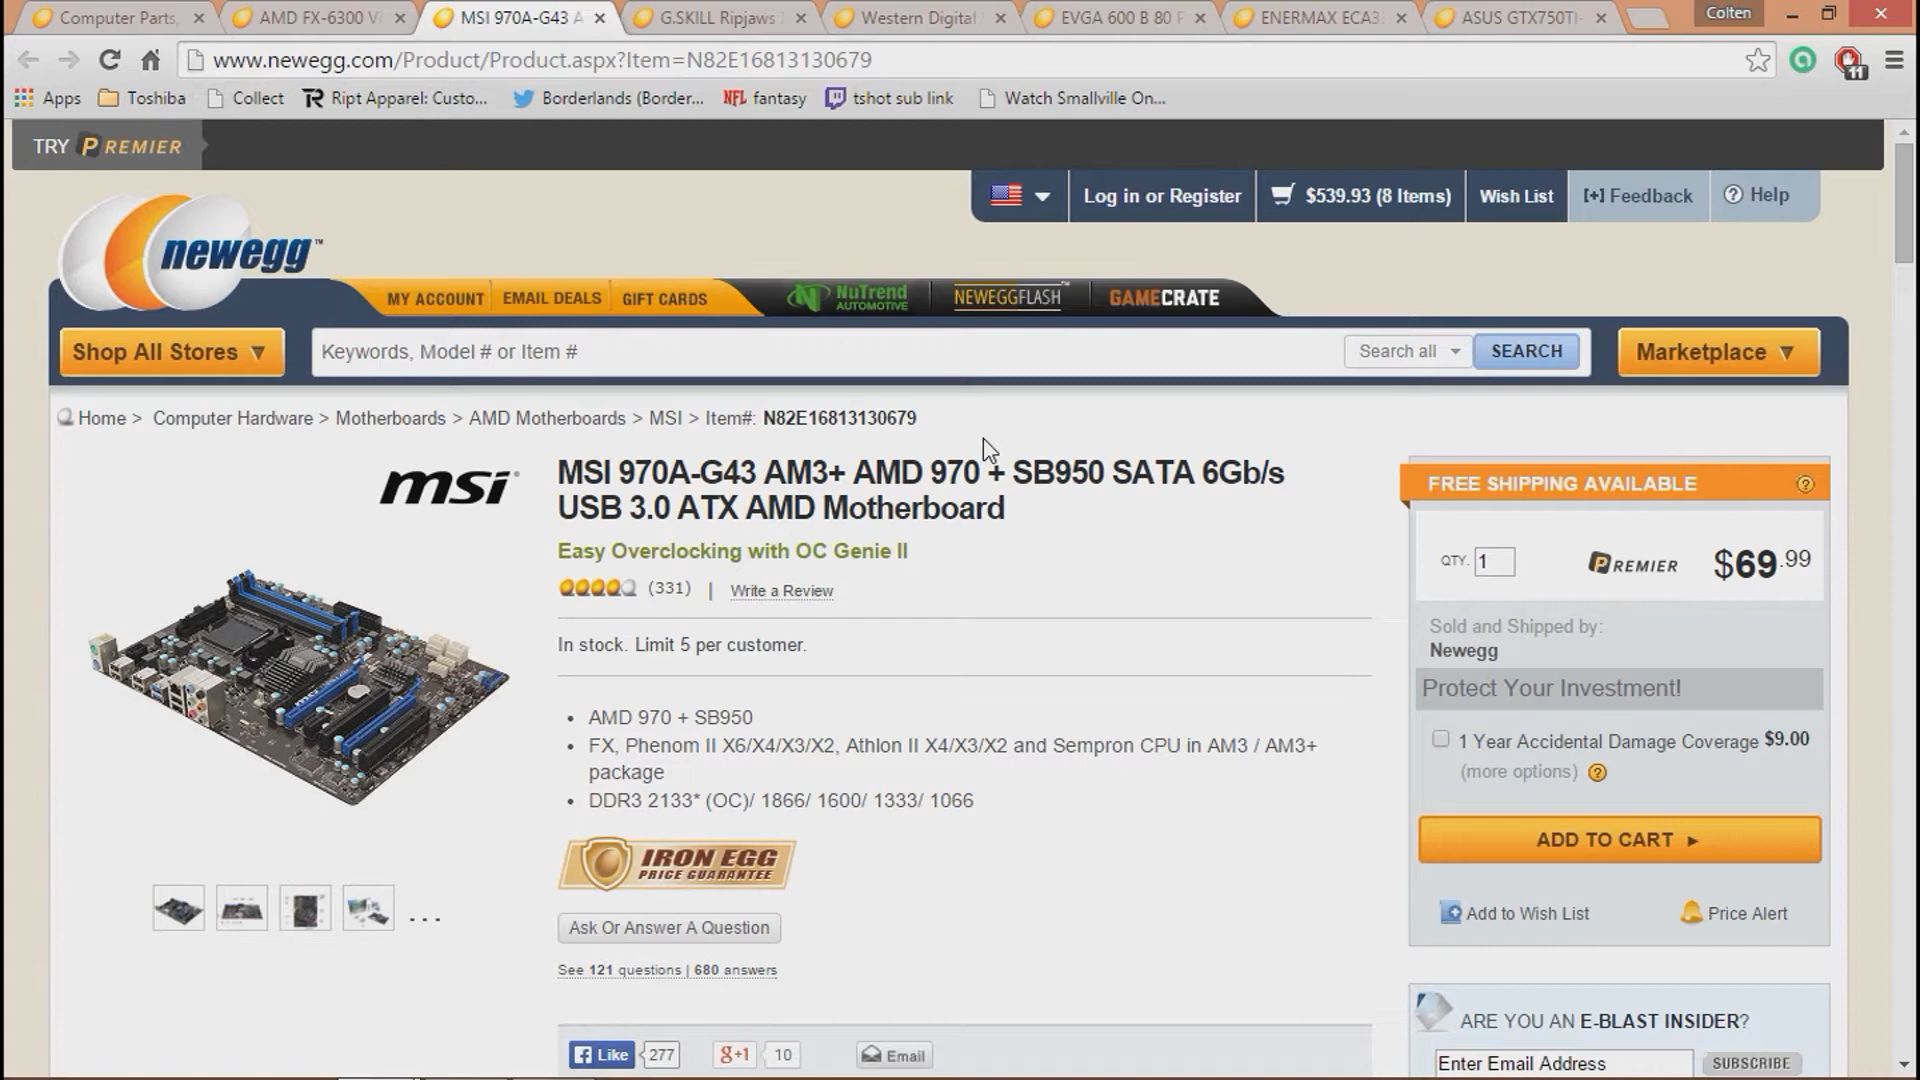 Computer Parts,
AMD FX-6300 Vi
MSI 970A-G43 A
G.SKILL Ripjaws
Western Digital
EVGA 600 B 80 P
ENERMAX ECA3
ASUS GTX750TI-
Colten
www.newegg.com/Product/Product.aspx?Item=N82E16813130679
11
Apps
Toshiba
Collect
Ript Apparel: Custo...
Borderlands (Border...
NFL fantasy
tshot sub link
Watch Smallville On...
TRY PREMIER
Log in or Register
$539.93 (8 Items)
Wish List
[+] Feedback
? Help
newegg™
MY ACCOUNT
EMAIL DEALS
GIFT CARDS
NUTREND AUTOMOTIVE
NEWEGGFLASH™
GAMECRATE
Shop All Stores ▼
Keywords, Model # or Item #
Search all
SEARCH
Marketplace ▼
Home > Computer Hardware > Motherboards > AMD Motherboards > MSI > Item#: N82E16813130679
msi
MSI 970A-G43 AM3+ AMD 970 + SB950 SATA 6Gb/s
USB 3.0 ATX AMD Motherboard
Easy Overclocking with OC Genie II
(331) | Write a Review
In stock. Limit 5 per customer.
• AMD 970 + SB950
• FX, Phenom II X6/X4/X3/X2, Athlon II X4/X3/X2 and Sempron CPU in AM3 / AM3+
package
• DDR3 2133* (OC)/ 1866/ 1600/ 1333/ 1066
IRON EGG
PRICE GUARANTEE
Ask Or Answer A Question
See 121 questions | 680 answers
Like 277
g+1 10
Email
FREE SHIPPING AVAILABLE ?
QTY. 1 PREMIER $69.99
Sold and Shipped by:
Newegg
Protect Your Investment!
1 Year Accidental Damage Coverage $9.00
(more options) ?
ADD TO CART ►
Add to Wish List
Price Alert
ARE YOU AN E-BLAST INSIDER?
Enter Email Address
SUBSCRIBE